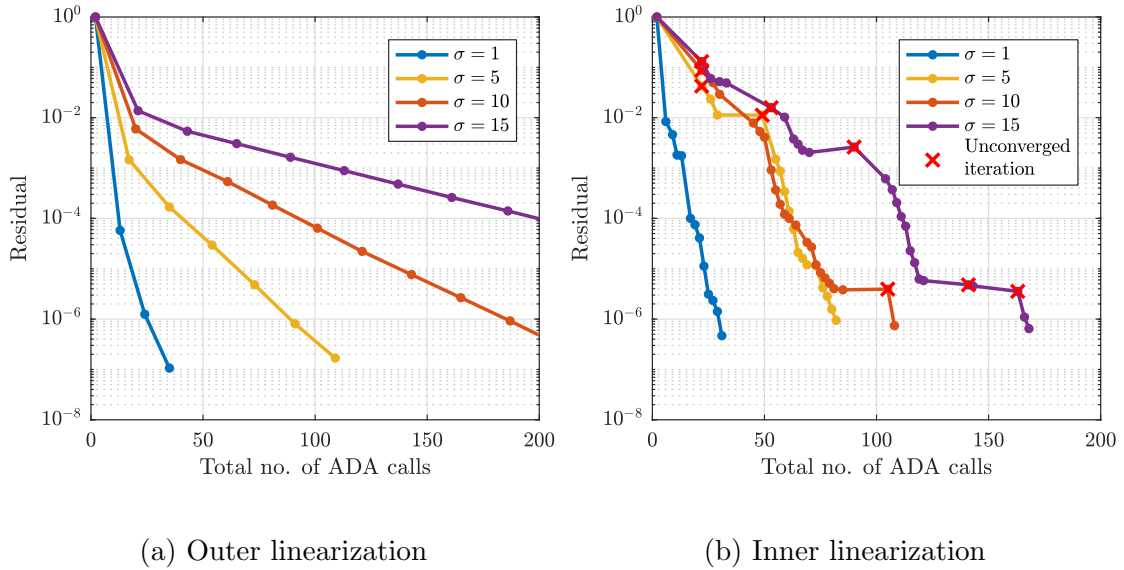 10^0
10^-2
10^-4
10^-6
10^-8
Residual
0 50 100 150 200
Total no. of ADA calls
σ = 1
σ = 5
σ = 10
σ = 15
(a) Outer linearization
10^0
10^-2
10^-4
10^-6
10^-8
Residual
0 50 100 150 200
Total no. of ADA calls
σ = 1
σ = 5
σ = 10
σ = 15
Unconverged
iteration
(b) Inner linearization